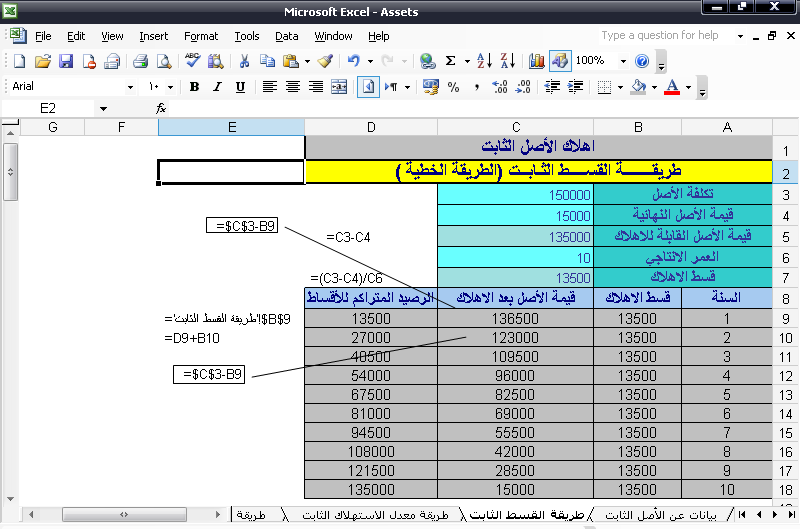 Microsoft Excel - Assets
File Edit View Insert Format Tools Data Window Help Type a question for help
100%
Arial ١٠
E2 fx
G F E D C B A
1 اهلاك الأصل الثابت
2 طريقة القسط الثابت (الطريقة الخطية)
3 تكلفة الأصل 150000
4 قيمة الأصل النهائية 15000
=$C$3-B9
5 قيمة الأصل القابلة للاهلاك 135000 =C3-C4
6 العمر الانتاجي 10
7 قسط الاهلاك 13500 =(C3-C4)/C6
8 السنة قسط الاهلاك قيمة الأصل بعد الاهلاك الرصيد المتراكم للأقساط
9 1 13500 136500 13500 ='طريقة القسط الثابت'!$B$9
10 2 13500 123000 27000 =D9+B10
11 3 13500 109500 40500
12 4 13500 96000 54000 =$C$3-B9
13 5 13500 82500 67500
14 6 13500 69000 81000
15 7 13500 55500 94500
16 8 13500 42000 108000
17 9 13500 28500 121500
18 10 13500 15000 135000
بيانات عن الأصل الثابت طريقة القسط الثابت طريقة معدل الاستهلاك الثابت طريقة